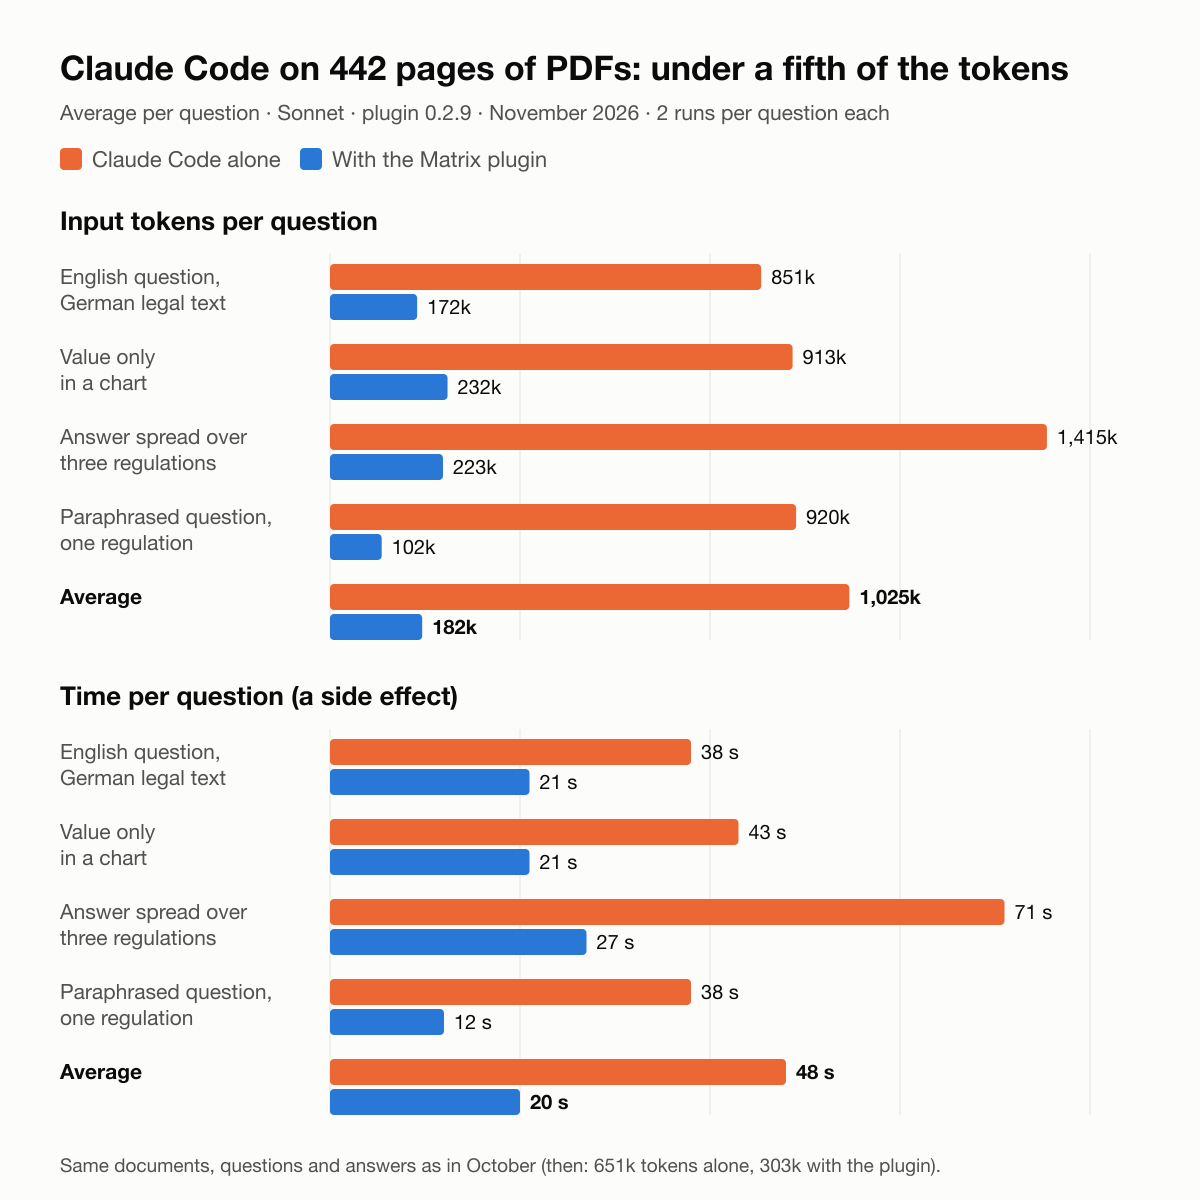 Claude Code on 442 pages of PDFs: under a fifth of the tokens
Average per question · Sonnet · plugin 0.2.9 · November 2026 · 2 runs per question each
Claude Code alone
With the Matrix plugin
Input tokens per question
English question,
German legal text
851k
172k
Value only
in a chart
913k
232k
Answer spread over
three regulations
1,415k
223k
Paraphrased question,
one regulation
920k
102k
Average
1,025k
182k
Time per question (a side effect)
English question,
German legal text
38 s
21 s
Value only
in a chart
43 s
21 s
Answer spread over
three regulations
71 s
27 s
Paraphrased question,
one regulation
38 s
12 s
Average
48 s
20 s
Same documents, questions and answers as in October (then: 651k tokens alone, 303k with the plugin).